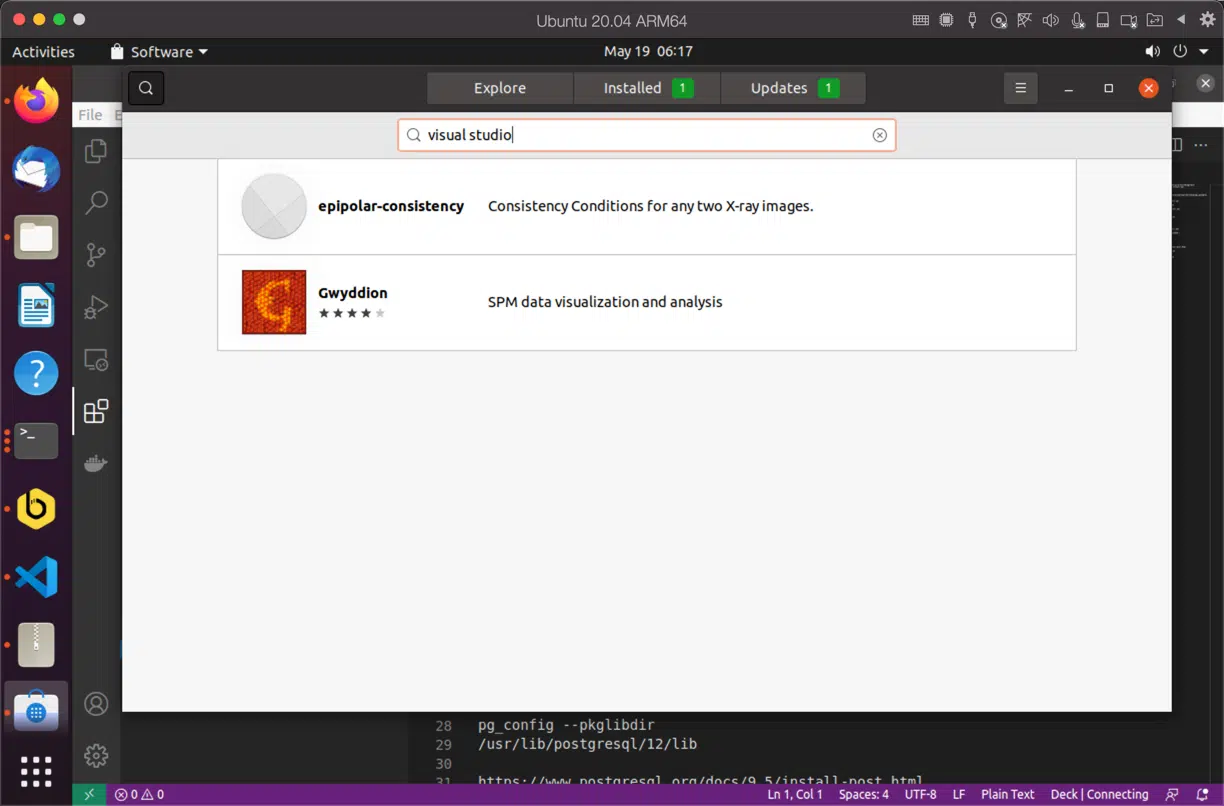 Ubuntu 20.04 ARM64
Activities Software May 19 06:17
Explore Installed 1 Updates 1
File
visual studio
epipolar-consistency Consistency Conditions for any two X-ray images.
Gwyddion
SPM data visualization and analysis
28 pg_config --pkglibdir
29 /usr/lib/postgresql/12/lib
30
31 https://www.postgresql.org/docs/9.5/install-post.html
0 0 Ln 1, Col 1 Spaces: 4 UTF-8 LF Plain Text Deck | Connecting